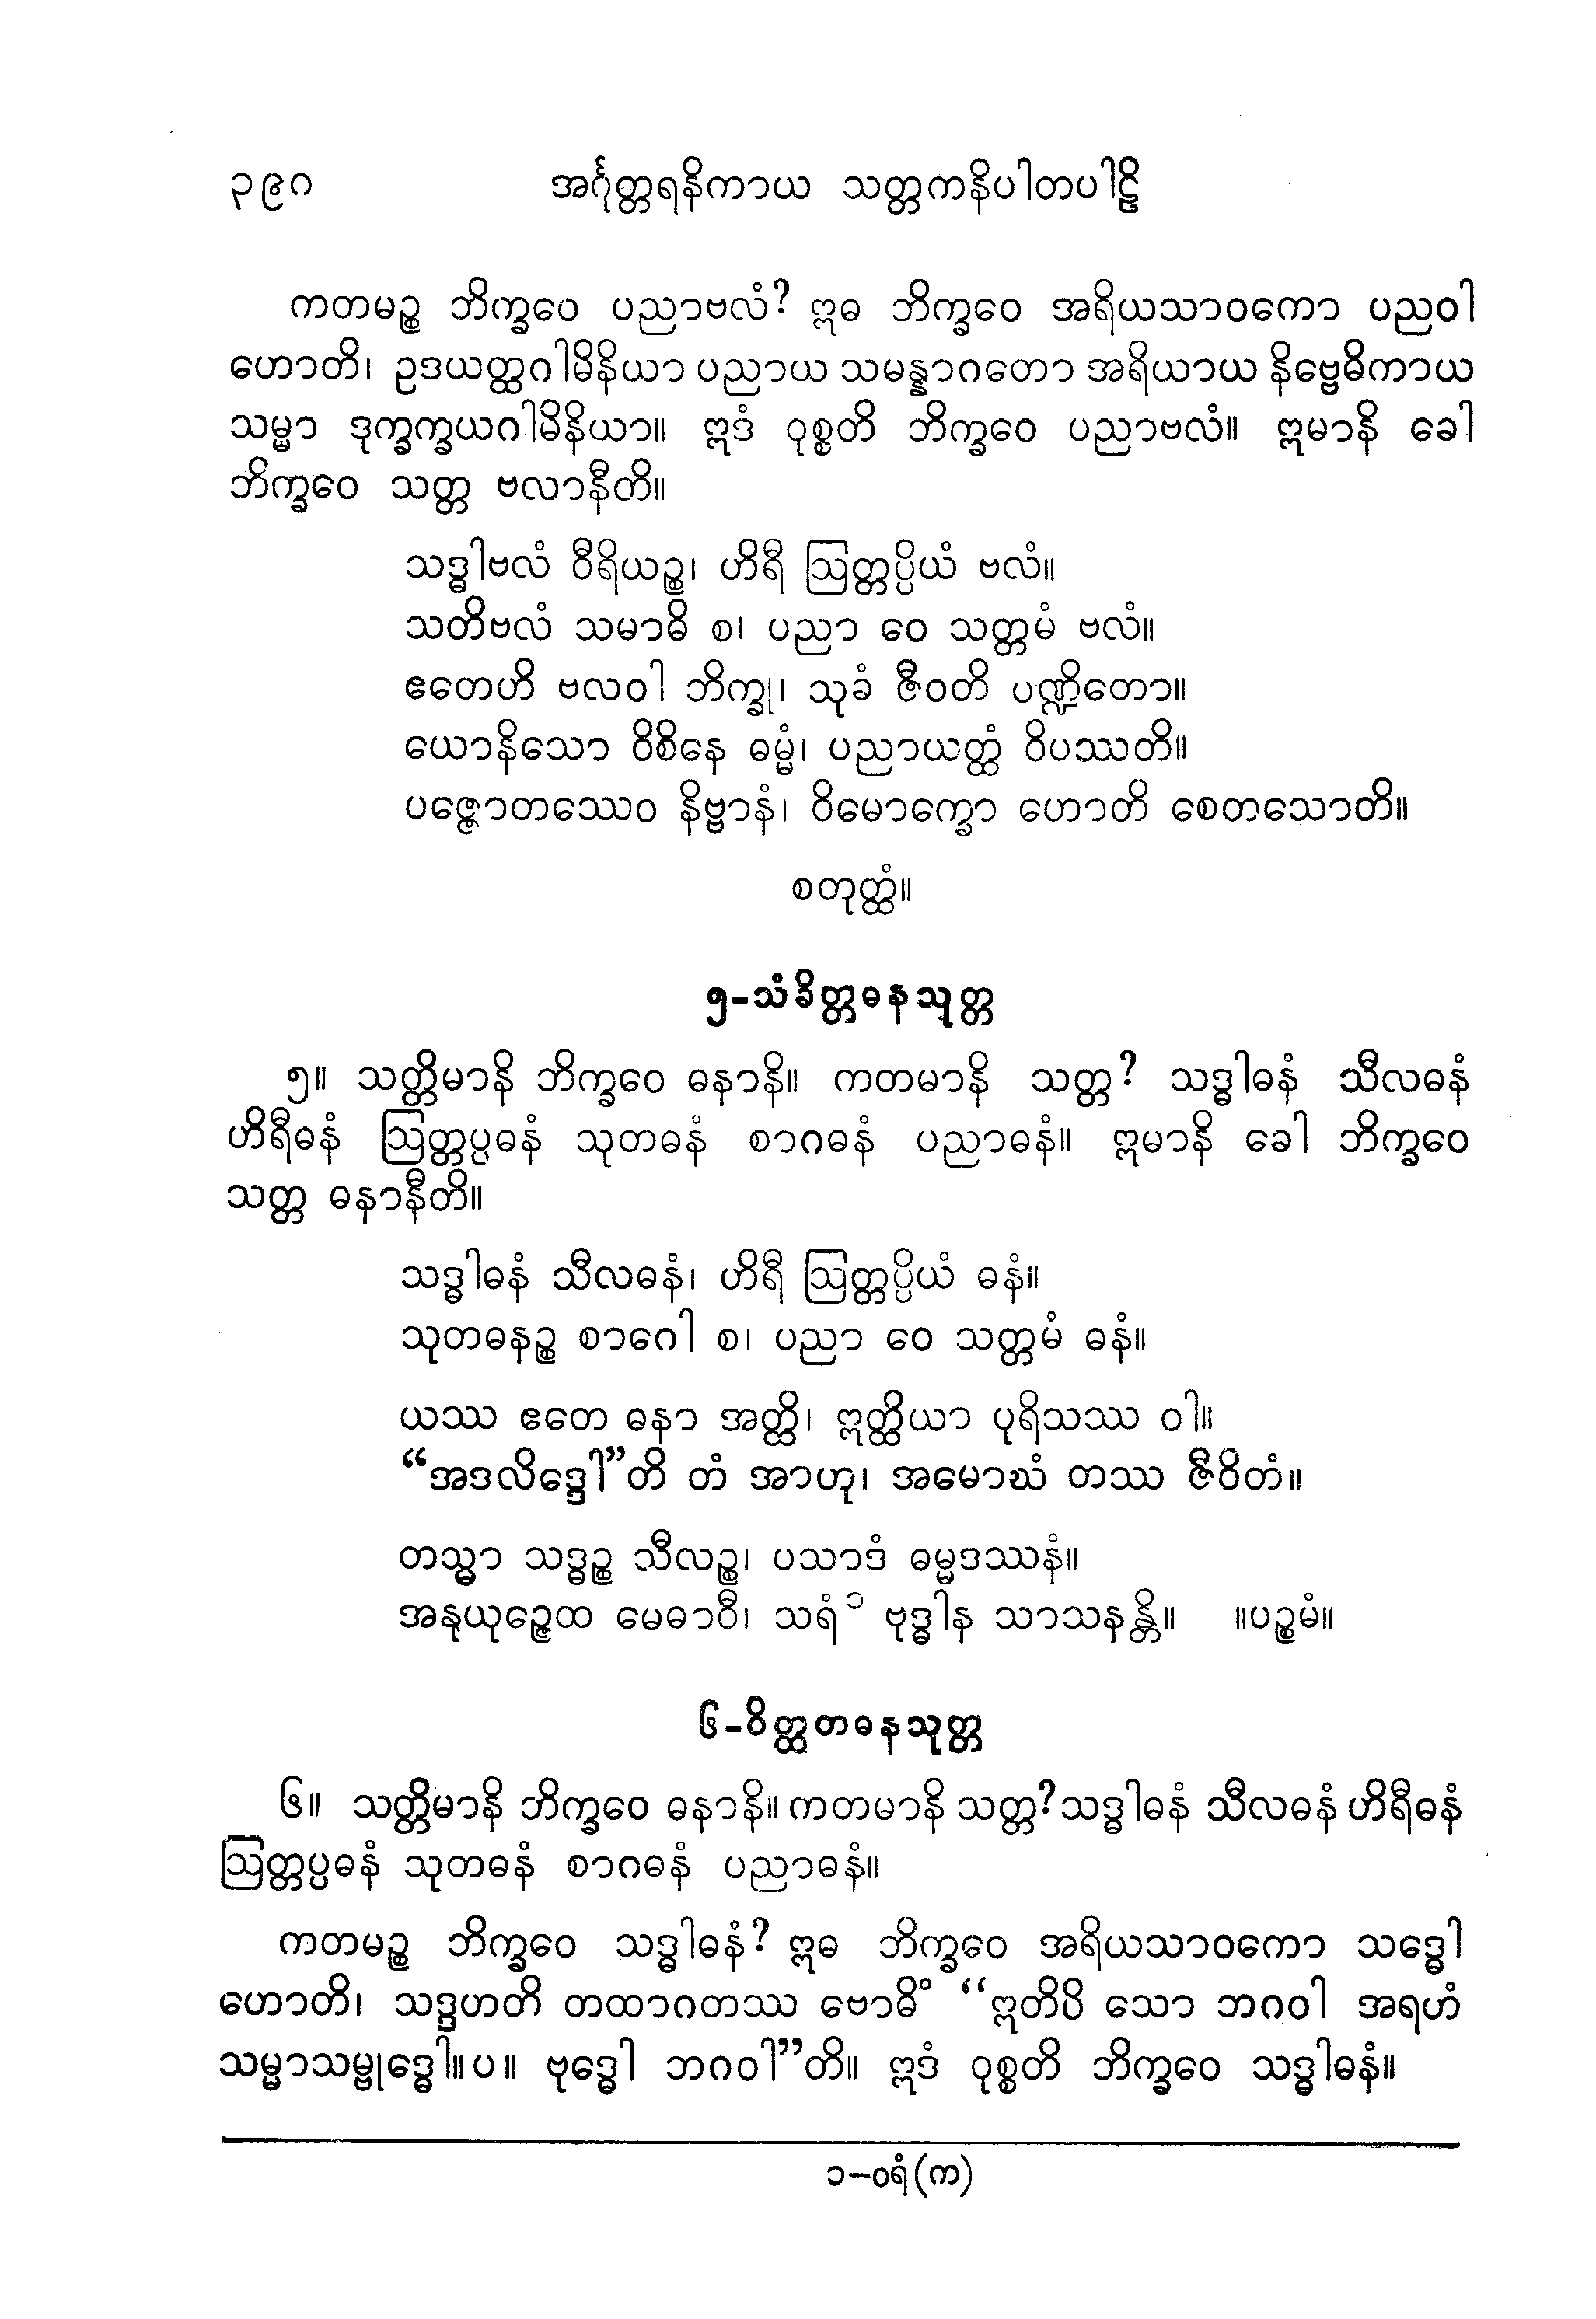 ၃၉ဂ အင်္ဂုတ္တရနိကာယ သတ္တကနိပါတပါဠိ
ကတမဉ္စ ဘိက္ခဝေ ပညာဗလံ? ဣဓ ဘိက္ခဝေ အရိယသာဝကော ပညဝါ
ဟောတိ၊ ဥဒယတ္ထဂါမိနိယာ ပညာယ သမန္နာဂတော အရိယာယ နိဗ္ဗေဓိကာယ
သမ္မာ ဒုက္ခက္ခယဂါမိနိယာ။ ဣဒံ ဝုစ္စတိ ဘိက္ခဝေ ပညာဗလံ။ ဣမာနိ ခေါ
ဘိက္ခဝေ သတ္တ ဗလာနီတိ။
သဒ္ဓါဗလံ ဝီရိယဉ္စ၊ ဟိရီ ဩတ္တပ္ပိယံ ဗလံ။
သတိဗလံ သမာဓိ စ၊ ပညာ ဝေ သတ္တမံ ဗလံ။
ဧတေဟိ ဗလဝါ ဘိက္ခု၊ သုခံ ဇီဝတိ ပဏ္ဍိတော။
ယောနိသော ဝိစိနေ ဓမ္မံ၊ ပညာယတ္ထံ ဝိပဿတိ။
ပဇ္ဇောတဿေဝ နိဗ္ဗာနံ၊ ဝိမောက္ခော ဟောတိ စေတသောတိ။
စတုတ္ထံ။
၅-သံခိတ္တဓနသုတ္တ
၅။ သတ္တိမာနိ ဘိက္ခဝေ ဓနာနိ။ ကတမာနိ သတ္တ? သဒ္ဓါဓနံ သီလဓနံ
ဟိရီဓနံ ဩတ္တပ္ပဓနံ သုတဓနံ စာဂဓနံ ပညာဓနံ။ ဣမာနိ ခေါ ဘိက္ခဝေ
သတ္တ ဓနာနီတိ။
သဒ္ဓါဓနံ သီလဓနံ၊ ဟိရီ ဩတ္တပ္ပိယံ ဓနံ။
သုတဓနဉ္စ စာဂေါ စ၊ ပညာ ဝေ သတ္တမံ ဓနံ။
ယဿ ဧတေ ဓနာ အတ္ထိ၊ ဣတ္ထိယာ ပုရိသဿ ဝါ။
“အဒလိဒ္ဒေါ”တိ တံ အာဟု၊ အမောဃံ တဿ ဇီဝိတံ။
တသ္မာ သဒ္ဓဉ္စ သီလဉ္စ၊ ပသာဒံ ဓမ္မဒဿနံ။
အနုယုဉ္ဇေထ မေဓာဝီ၊ သရံ ၁ ဗုဒ္ဓါန သာသနန္တိ။ ။ပဉ္စမံ။
၆-ဝိတ္ထတဓနသုတ္တ
၆။ သတ္တိမာနိ ဘိက္ခဝေ ဓနာနိ။ ကတမာနိ သတ္တ? သဒ္ဓါဓနံ သီလဓနံ ဟိရီဓနံ
ဩတ္တပ္ပဓနံ သုတဓနံ စာဂဓနံ ပညာဓနံ။
ကတမဉ္စ ဘိက္ခဝေ သဒ္ဓါဓနံ? ဣဓ ဘိက္ခဝေ အရိယသာဝကော သဒ္ဓေါ
ဟောတိ၊ သဒ္ဒဟတိ တထာဂတဿ ဗောဓိံ “ဣတိပိ သော ဘဂဝါ အရဟံ
သမ္မာသမ္ဗုဒ္ဓေါ။ပ။ ဗုဒ္ဓေါ ဘဂဝါ”တိ။ ဣဒံ ဝုစ္စတိ ဘိက္ခဝေ သဒ္ဓါဓနံ။
၁-ဝရံ(က)